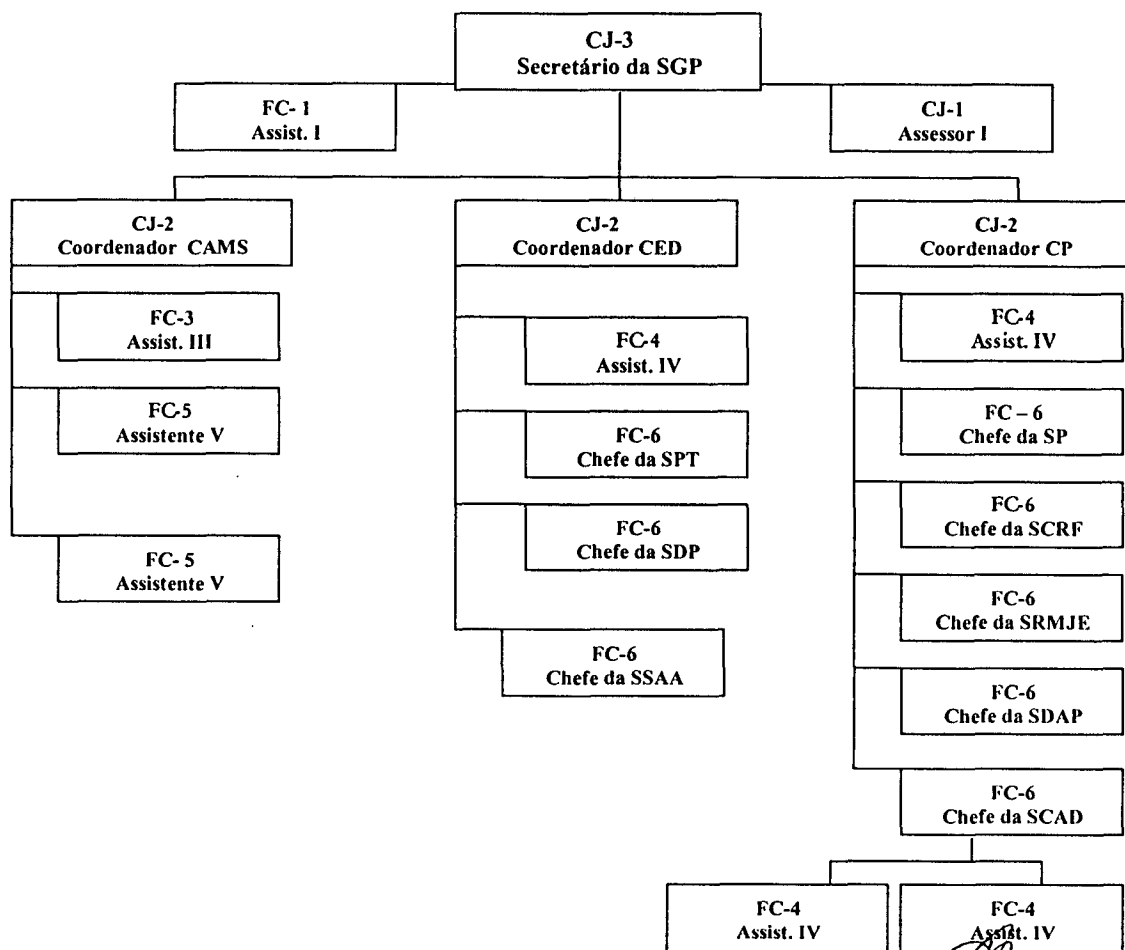 CJ-3
Secretário da SGP
FC- 1
Assist. I
CJ-1
Assessor I
CJ-2
Coordenador CAMS
FC-3
Assist. III
FC-5
Assistente V
FC- 5
Assistente V
CJ-2
Coordenador CED
FC-4
Assist. IV
FC-6
Chefe da SPT
FC-6
Chefe da SDP
FC-6
Chefe da SSAA
CJ-2
Coordenador CP
FC-4
Assist. IV
FC – 6
Chefe da SP
FC-6
Chefe da SCRF
FC-6
Chefe da SRMJE
FC-6
Chefe da SDAP
FC-6
Chefe da SCAD
FC-4
Assist. IV
FC-4
Assist. IV